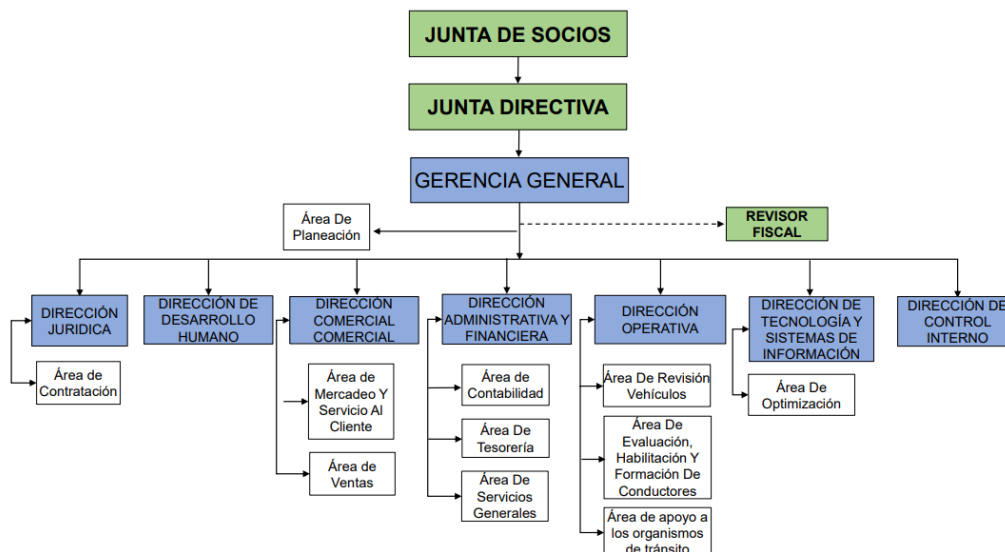 JUNTA DE SOCIOS
JUNTA DIRECTIVA
GERENCIA GENERAL
Área De
Planeación
REVISOR
FISCAL
DIRECCIÓN
JURIDICA
Área de
Contratación
DIRECCIÓN DE
DESARROLLO
HUMANO
DIRECCIÓN
COMERCIAL
COMERCIAL
Área de
Mercadeo Y
Servicio Al
Cliente
Área de
Ventas
DIRECCIÓN
ADMINISTRATIVA Y
FINANCIERA
Área de
Contabilidad
Área De
Tesorería
Área De
Servicios
Generales
DIRECCIÓN
OPERATIVA
Área De Revisión
Vehículos
Área De
Evaluación,
Habilitación Y
Formación De
Conductores
Área de apoyo a
los organismos
de tránsito
DIRECCIÓN DE
TECNOLOGÍA Y
SISTEMAS DE
INFORMACIÓN
Área De
Optimización
DIRECCIÓN DE
CONTROL
INTERNO